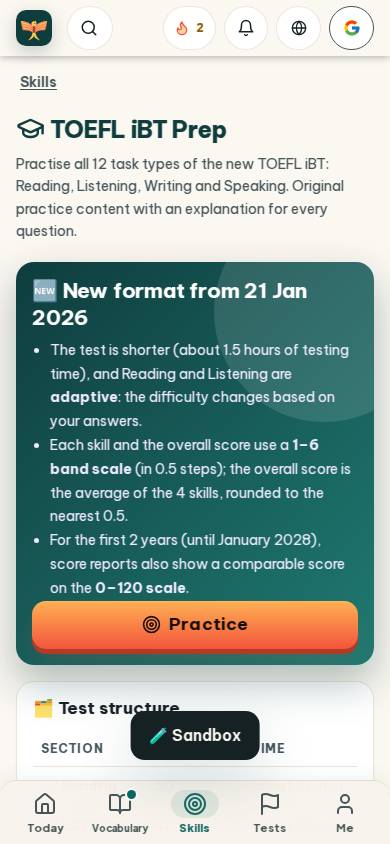 2
Skills
TOEFL iBT Prep
Practise all 12 task types of the new TOEFL iBT:
Reading, Listening, Writing and Speaking. Original
practice content with an explanation for every
question.
NEW New format from 21 Jan
2026
• The test is shorter (about 1.5 hours of testing
time), and Reading and Listening are
adaptive: the difficulty changes based on
your answers.
• Each skill and the overall score use a 1–6
band scale (in 0.5 steps); the overall score is
the average of the 4 skills, rounded to the
nearest 0.5.
• For the first 2 years (until January 2028),
score reports also show a comparable score
on the 0–120 scale.
Practice
Test structure
SECTION
Sandbox
Today
Vocabulary
Skills
Tests
Me